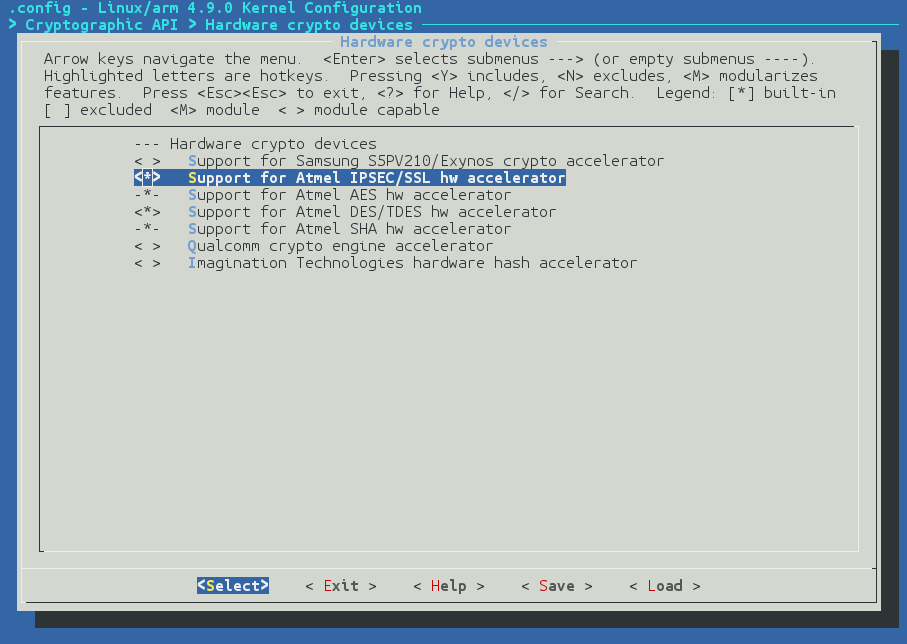 .config - Linux/arm 4.9.0 Kernel Configuration
> Cryptographic API > Hardware crypto devices
Hardware crypto devices
Arrow keys navigate the menu.  <Enter> selects submenus ---> (or empty submenus ----).
Highlighted letters are hotkeys.  Pressing <Y> includes, <N> excludes, <M> modularizes
features.  Press <Esc><Esc> to exit, <?> for Help, </> for Search.  Legend: [*] built-in
[ ] excluded  <M> module  < > module capable
--- Hardware crypto devices
< >   Support for Samsung S5PV210/Exynos crypto accelerator
<*>   Support for Atmel IPSEC/SSL hw accelerator
-*-   Support for Atmel AES hw accelerator
<*>   Support for Atmel DES/TDES hw accelerator
-*-   Support for Atmel SHA hw accelerator
< >   Qualcomm crypto engine accelerator
< >   Imagination Technologies hardware hash accelerator
<Select>    < Exit >    < Help >    < Save >    < Load >